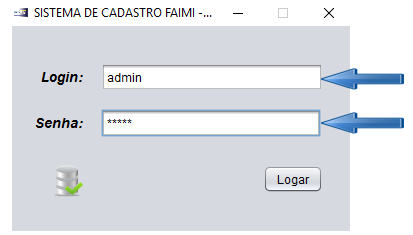 SISTEMA DE CADASTRO FAIMI -...
Login: admin
Senha: *****
Logar